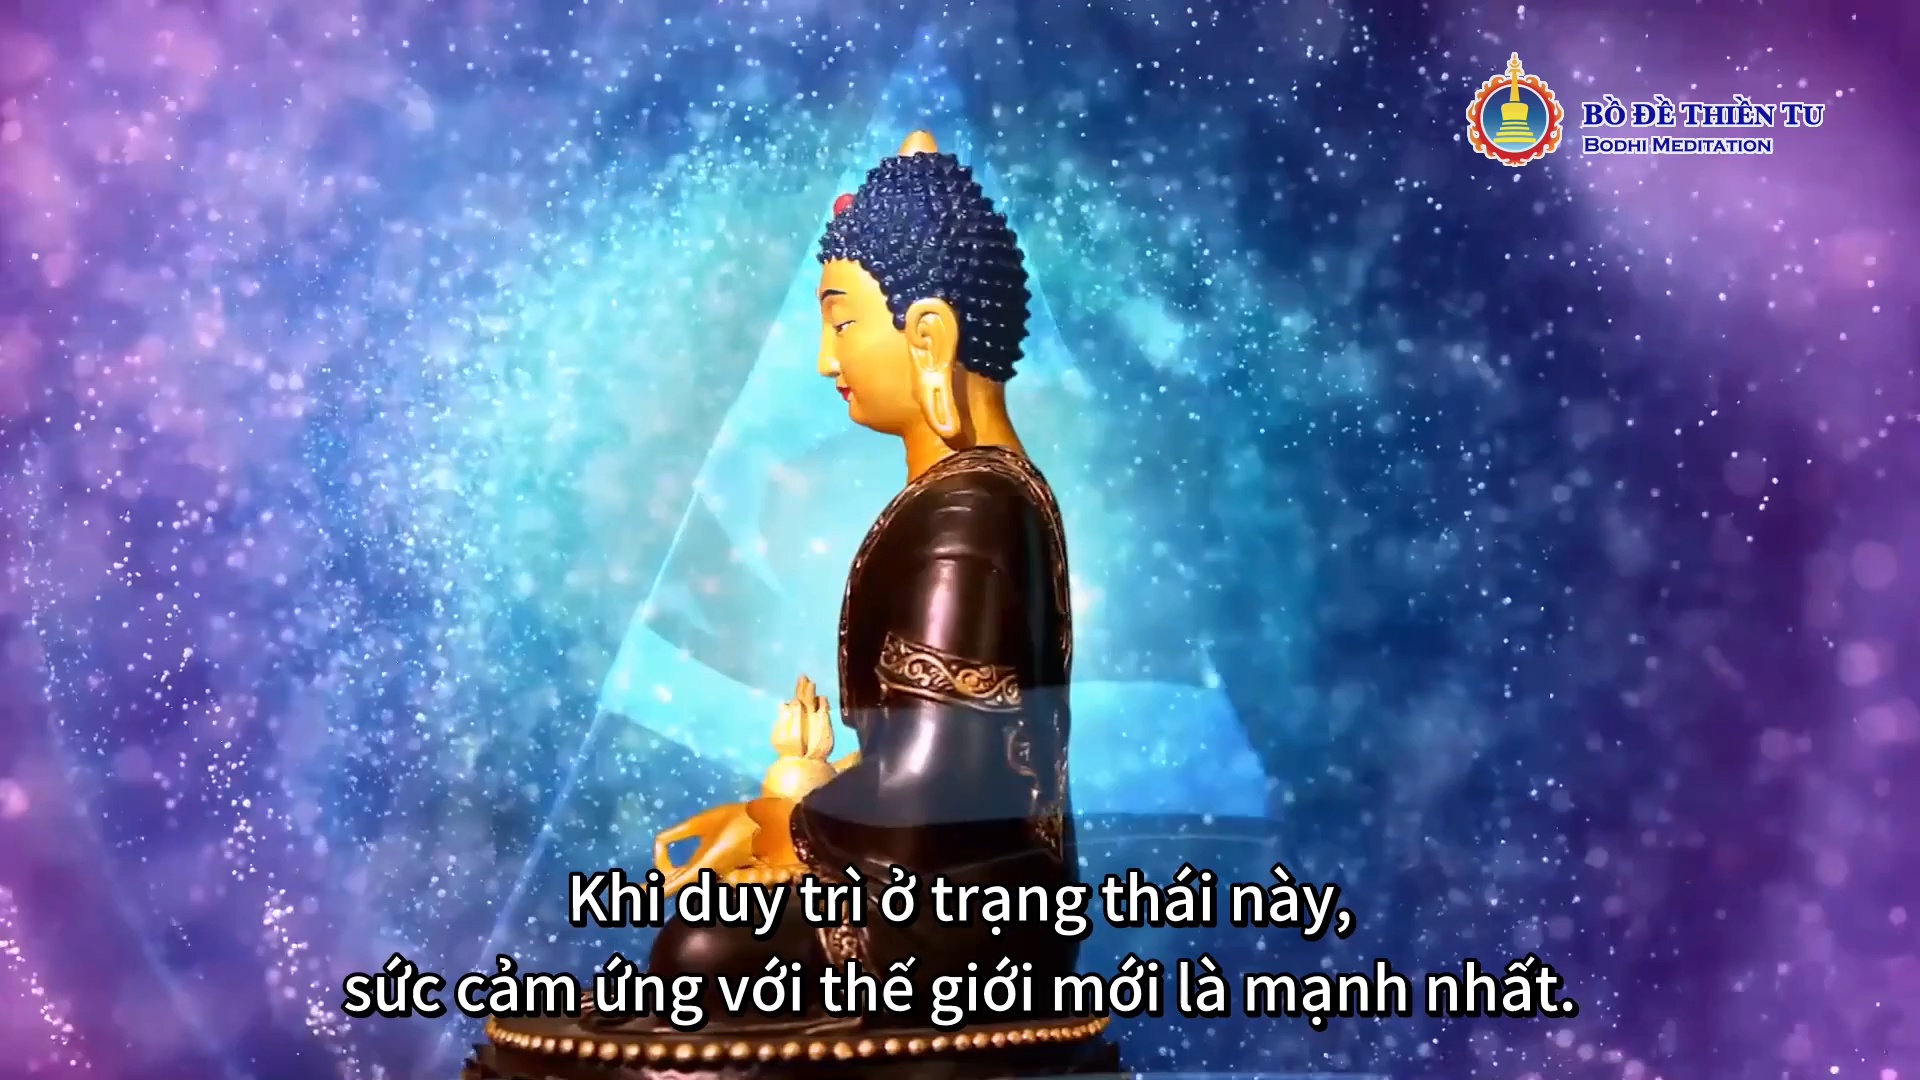 BỒ ĐỀ THIỀN TU
BODHI MEDITATION
Khi duy trì ở trạng thái này,
sức cảm ứng với thế giới mới là mạnh nhất.